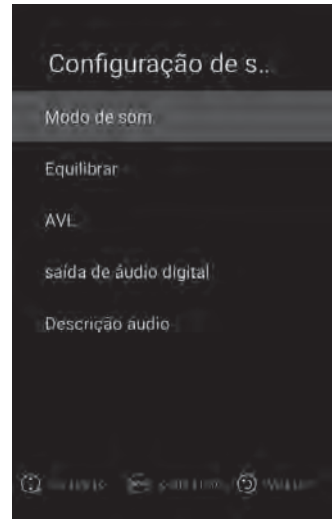 Configuração de s..
Modo de som
Equilibrar
AVL
saída de áudio digital
Descrição áudio